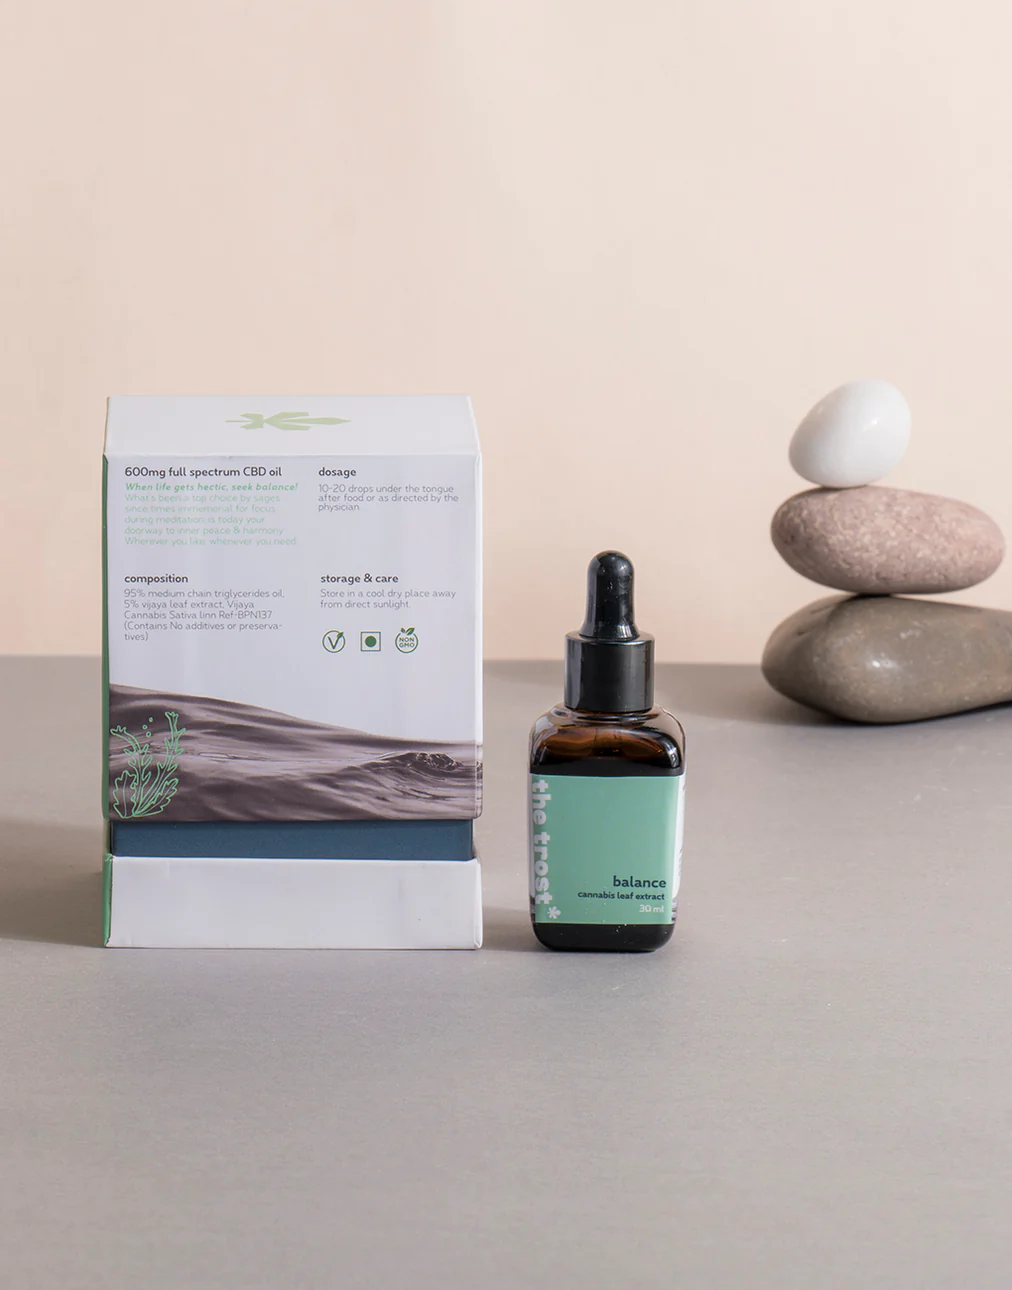 600mg full spectrum CBD oil
When life gets hectic, seek balance!
What's been a top choice by sages
since times immemorial for focus
during meditation is today your
doorway to inner peace & harmony
Wherever you like, whenever you need.
dosage
10-20 drops under the tongue
after food or as directed by the
physician.
composition
95% medium chain triglycerides oil,
5% vijaya leaf extract, Vijaya
Cannabis Sativa linn Ref-BPN137
(Contains No additives or preserva-
tives)
storage & care
Store in a cool dry place away
from direct sunlight.
V
NON
GMO
the trost*
balance
cannabis leaf extract
30 ml